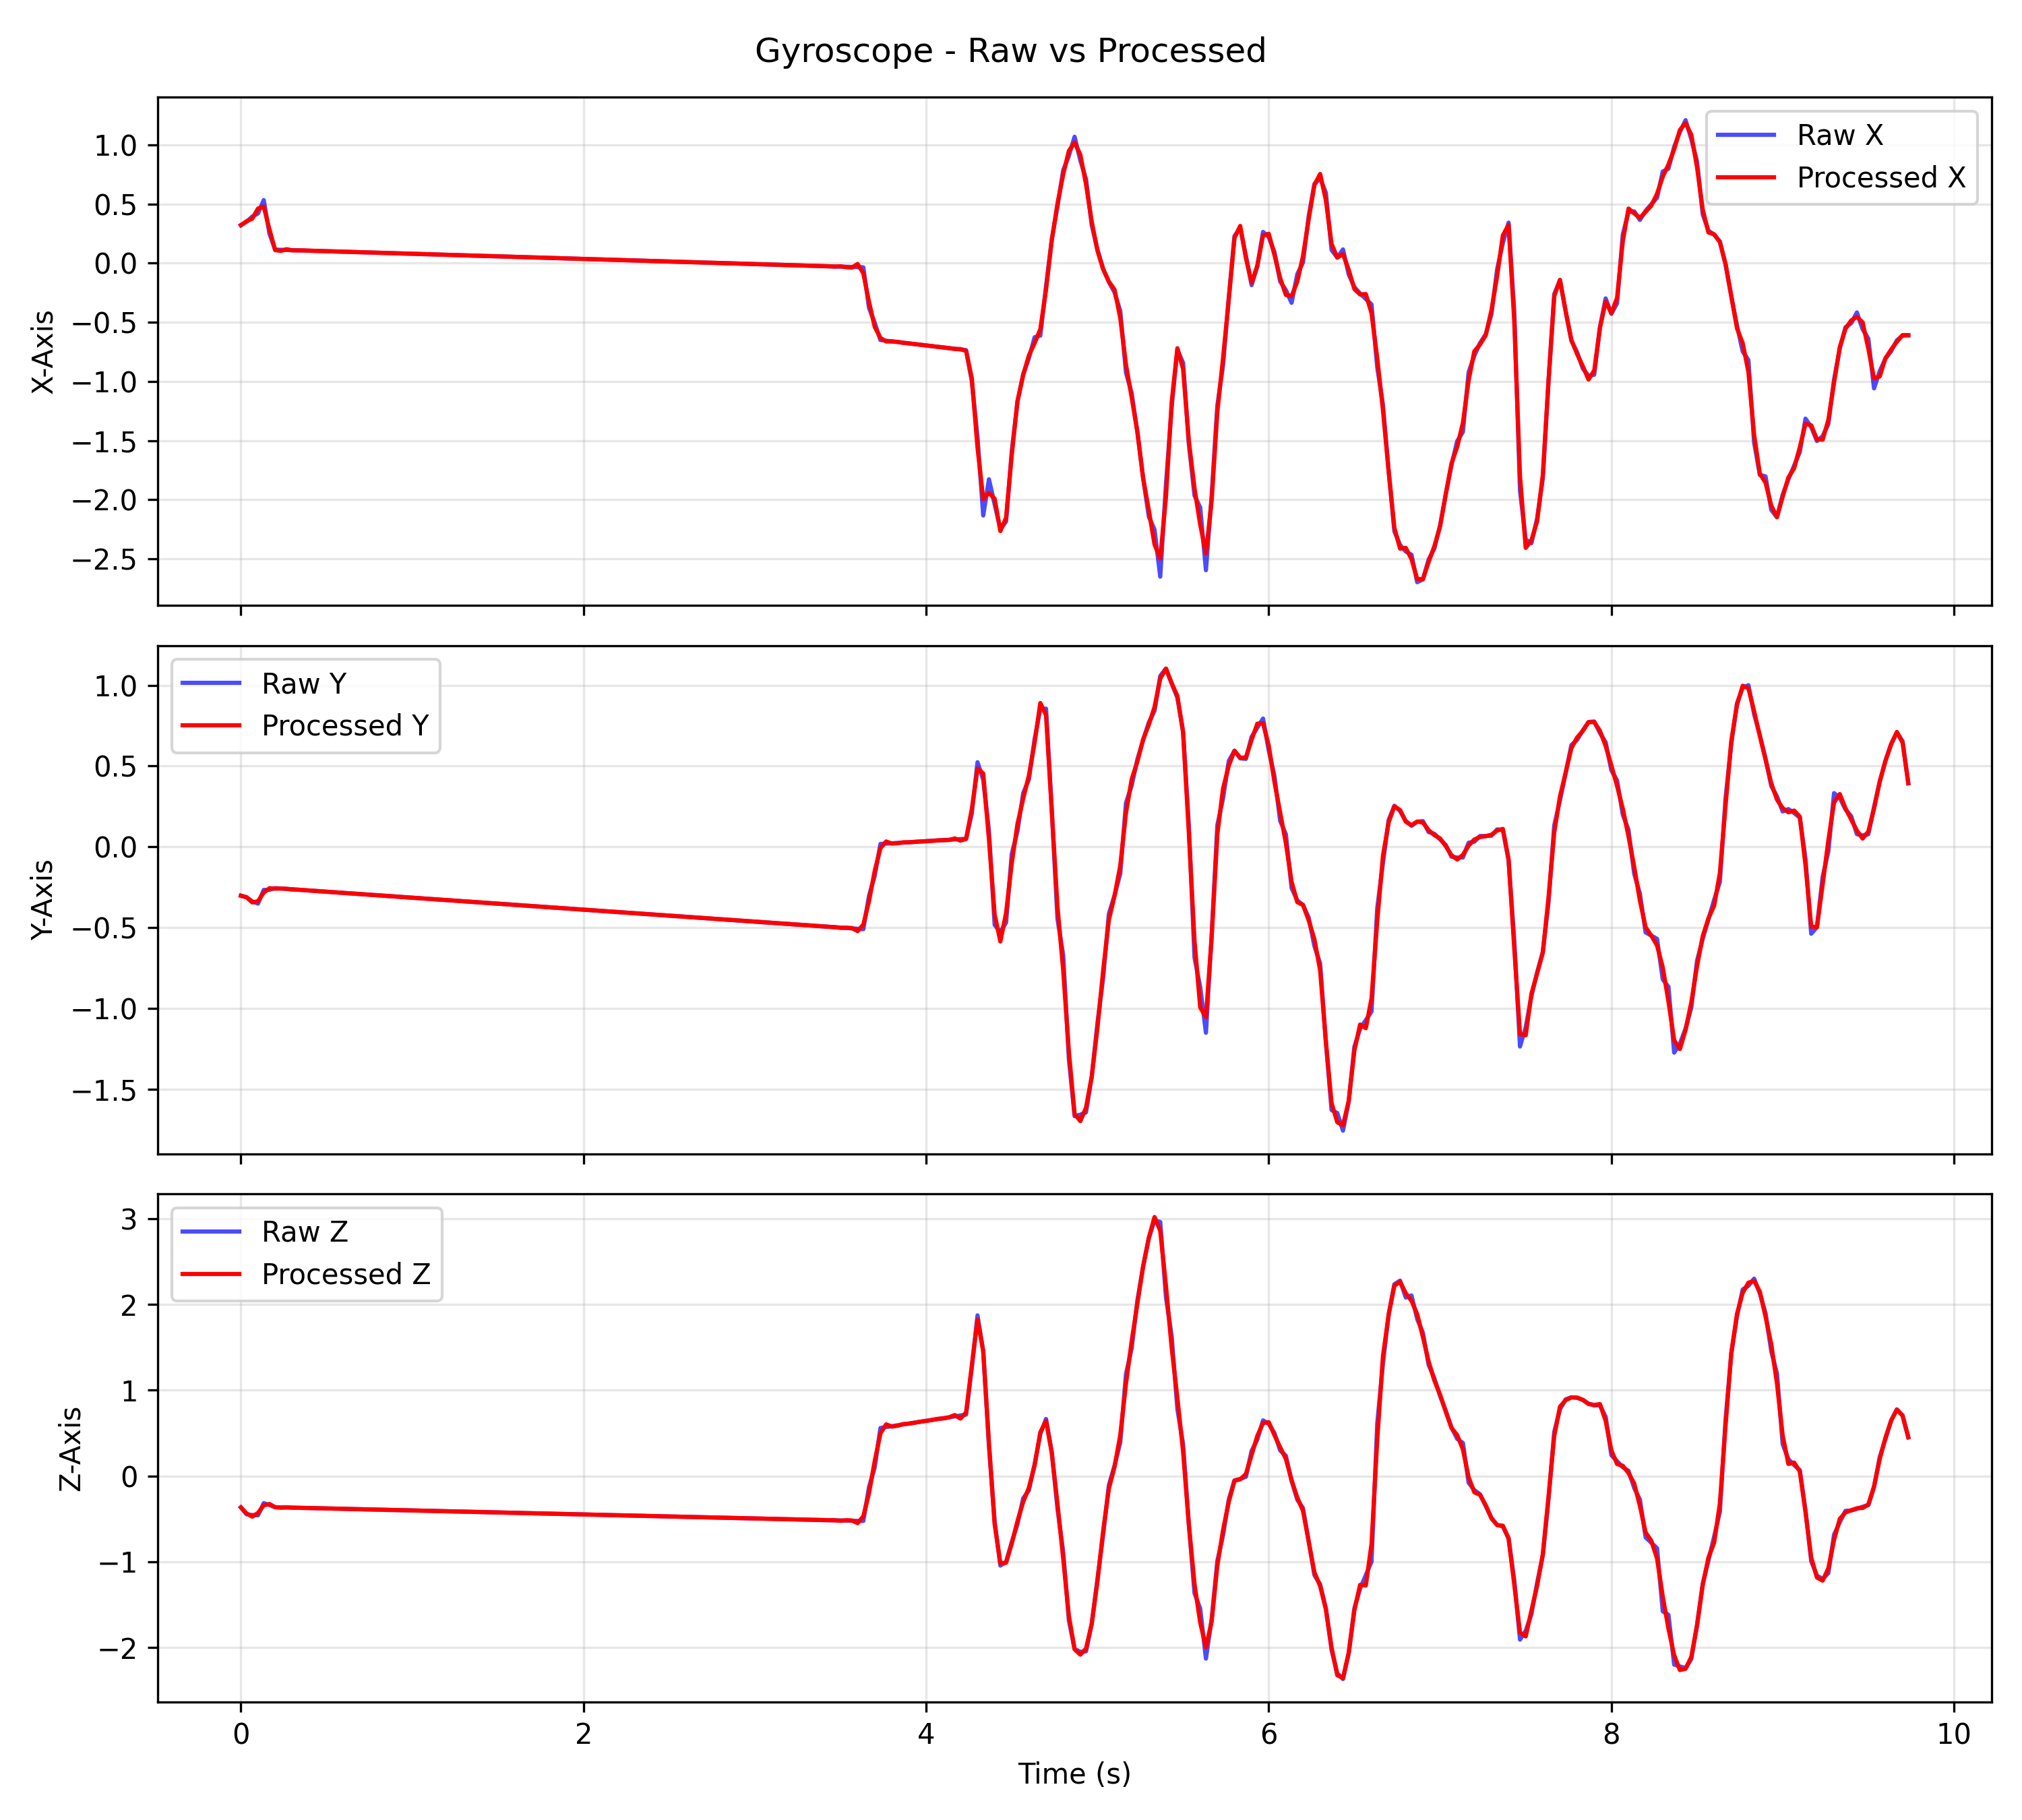 Gyroscope - Raw vs Processed
X-Axis
1.0
0.5
0.0
−0.5
−1.0
−1.5
−2.0
−2.5
Raw X
Processed X
Y-Axis
1.0
0.5
0.0
−0.5
−1.0
−1.5
Raw Y
Processed Y
Z-Axis
3
2
1
0
−1
−2
Raw Z
Processed Z
0 2 4 6 8 10
Time (s)